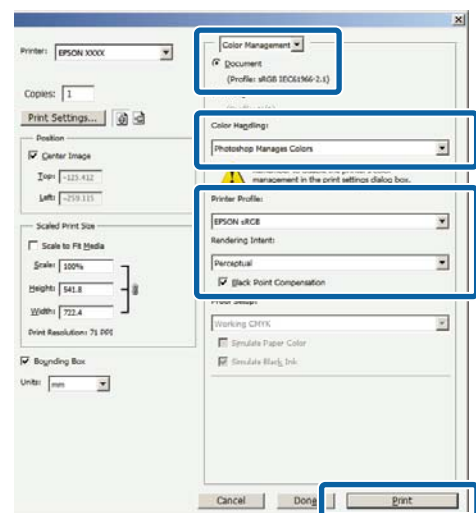 Printer: EPSON XXXX
Copies: 1
Print Settings...
Position
Center Image
Top: -123.412
Left: -259.115
Scaled Print Size
Scale to Fit Media
Scale: 100%
Height: 541.8
Width: 722.4
Print Resolution: 71 PPI
Bounding Box
Units: mm
Color Management
Document
(Profile: sRGB IEC61966-2.1)
Color Handling:
Photoshop Manages Colors
management in the print settings dialog box.
Printer Profile:
EPSON sRGB
Rendering Intent:
Perceptual
Black Point Compensation
Proof Setup:
Working CMYK
Simulate Paper Color
Simulate Black Ink
Cancel
Done
Print